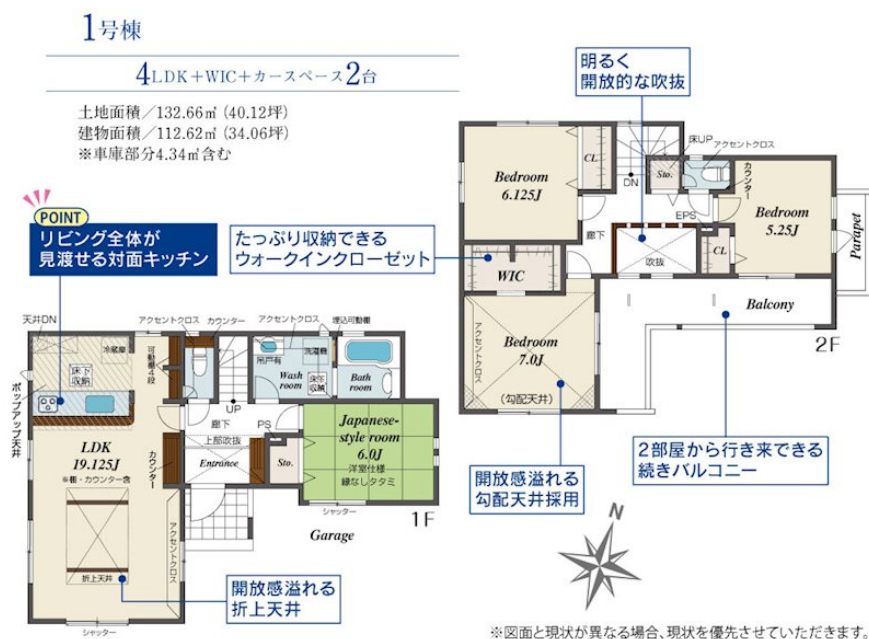 1号棟
4LDK+WIC+カースペース2台
土地面積／132.66㎡ (40.12坪)
建物面積／112.62㎡ (34.06坪)
※車庫部分4.34㎡含む
POINT
リビング全体が
見渡せる対面キッチン
たっぷり収納できる
ウォークインクローゼット
明るく
開放的な吹抜
床UP
アクセントクロス
Bedroom
6.125J
CL
DN
Sto.
カウンター
EPS
Bedroom
5.25J
廊下
吹抜
CL
Parapet
WIC
Balcony
アクセントクロス
Bedroom
7.0J
(勾配天井)
2F
天井DN
冷蔵庫
床下
収納
可動棚4段
アクセントクロス
カウンター
アクセントクロス
埋込可動棚
吊戸有
洗濯機
Wash
room
床下
収納
Bath
room
ポップアップ天井
UP
廊下
PS
上部吹抜
LDK
19.125J
※棚・カウンター含
カウンター
Entrance
Sto.
Japanese-
style room
6.0J
洋室仕様
縁なしタタミ
シャッター
1F
Garage
アクセントクロス
折上天井
シャッター
開放感溢れる
折上天井
開放感溢れる
勾配天井採用
2部屋から行き来できる
続きバルコニー
N
※図面と現状が異なる場合、現状を優先させていただきます。